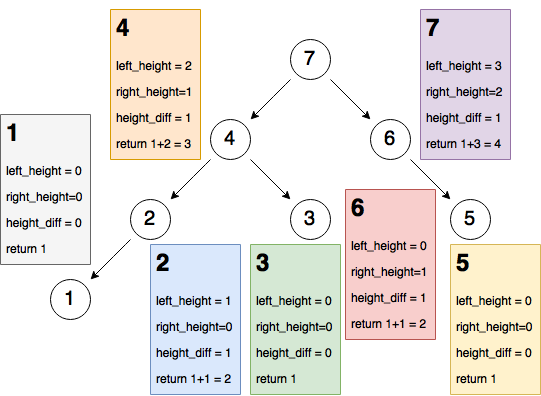 4
left_height = 2
right_height=1
height_diff = 1
return 1+2 = 3
7
7
left_height = 3
right_height=2
height_diff = 1
return 1+3 = 4
1
left_height = 0
right_height=0
height_diff = 0
return 1
4
6
2
3
5
1
6
left_height = 0
right_height=1
height_diff = 1
return 1+1 = 2
2
left_height = 1
right_height=0
height_diff = 1
return 1+1 = 2
3
left_height = 0
right_height=0
height_diff = 0
return 1
5
left_height = 0
right_height=0
height_diff = 0
return 1